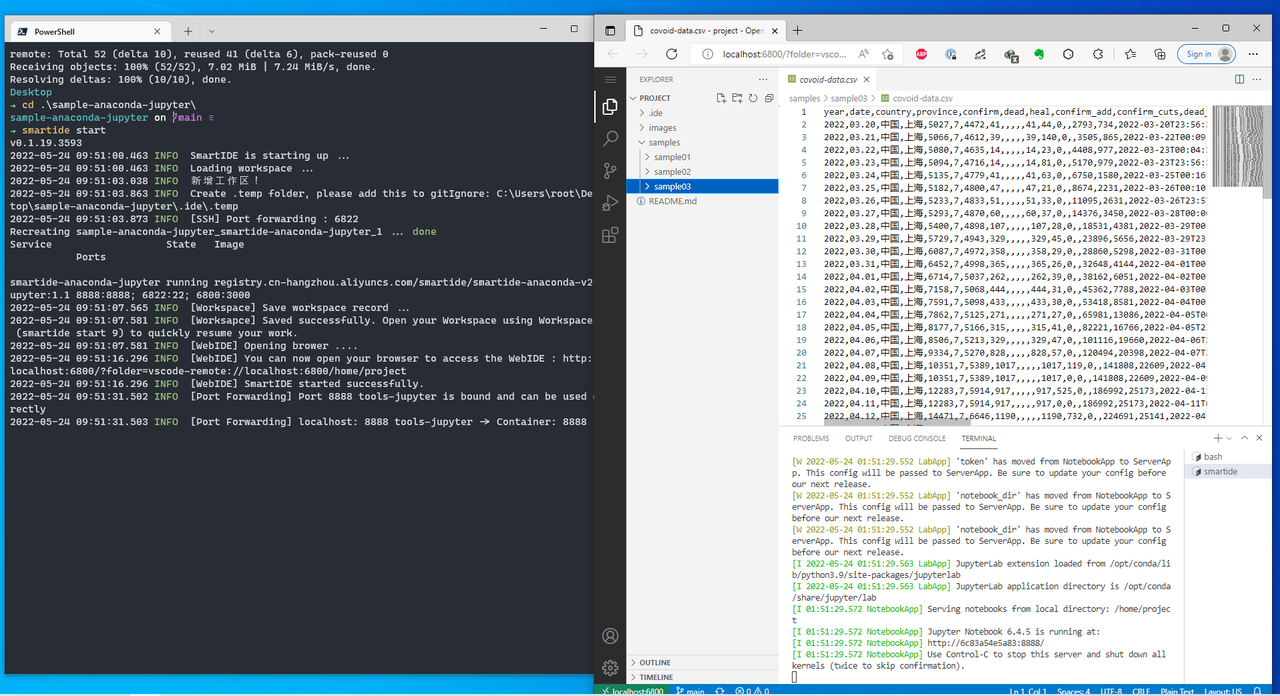 PowerShell
remote: Total 52 (delta 10), reused 41 (delta 6), pack-reused 0
Receiving objects: 100% (52/52), 7.02 MiB | 7.24 MiB/s, done.
Resolving deltas: 100% (10/10), done.
Desktop
→ cd .\sample-anaconda-jupyter\
sample-anaconda-jupyter on main ≡
→ smartide start
v0.1.19.3593
2022-05-24 09:51:00.463 INFO SmartIDE is starting up ...
2022-05-24 09:51:00.463 INFO Loading workspace ...
2022-05-24 09:51:03.038 INFO 新增工作区!
2022-05-24 09:51:03.863 INFO Create .temp folder, please add this to gitIgnore: C:\Users\root\Des
top\sample-anaconda-jupyter\.ide\.temp
2022-05-24 09:51:03.873 INFO [SSH] Port forwarding : 6822
Recreating sample-anaconda-jupyter_smartide-anaconda-jupyter_1 ... done
Service State Image
Ports
smartide-anaconda-jupyter running registry.cn-hangzhou.aliyuncs.com/smartide/smartide-anaconda-v2
upyter:1.1 8888:8888; 6822:22; 6800:3000
2022-05-24 09:51:07.565 INFO [Workspace] Save workspace record ...
2022-05-24 09:51:07.581 INFO [Worksapce] Saved successfully. Open your Workspace using Workspace
(smartide start 9) to quickly resume your work.
2022-05-24 09:51:07.581 INFO [WebIDE] Opening brower ....
2022-05-24 09:51:16.296 INFO [WebIDE] You can now open your browser to access the WebIDE : http:
localhost:6800/?folder=vscode-remote://localhost:6800/home/project
2022-05-24 09:51:16.296 INFO [WebIDE] SmartIDE started successfully.
2022-05-24 09:51:31.502 INFO [Port Forwarding] Port 8888 tools-jupyter is bound and can be used
rectly
2022-05-24 09:51:31.503 INFO [Port Forwarding] localhost: 8888 tools-jupyter → Container: 8888
covoid-data.csv - project - Open
localhost:6800/?folder=vsco...
Sign in
EXPLORER
PROJECT
.ide
images
samples
sample01
sample02
sample03
README.md
OUTLINE
TIMELINE
covoid-data.csv
samples > sample03 > covoid-data.csv
1 year,date,country,province,confirm,dead,heal,confirm_add,confirm_cuts,dead_
2 2022,03.20,中国,上海,5027,7,4472,41,,,,,41,44,0,,2793,734,2022-03-20T23:56:
3 2022,03.21,中国,上海,5066,7,4612,39,,,,,39,140,0,,3505,865,2022-03-22T00:09
4 2022,03.22,中国,上海,5080,7,4635,14,,,,,14,23,0,,4408,977,2022-03-23T00:04:
5 2022,03.23,中国,上海,5094,7,4716,14,,,,,14,81,0,,5170,979,2022-03-23T23:56:
6 2022,03.24,中国,上海,5135,7,4779,41,,,,,41,63,0,,6750,1580,2022-03-25T00:16
7 2022,03.25,中国,上海,5182,7,4800,47,,,,,47,21,0,,8674,2231,2022-03-26T00:10
8 2022,03.26,中国,上海,5233,7,4833,51,,,,,51,33,0,,11095,2631,2022-03-26T23:5
9 2022,03.27,中国,上海,5293,7,4870,60,,,,,60,37,0,,14376,3450,2022-03-28T00:0
10 2022,03.28,中国,上海,5400,7,4898,107,,,,,107,28,0,,18531,4381,2022-03-29T00
11 2022,03.29,中国,上海,5729,7,4943,329,,,,,329,45,0,,23896,5656,2022-03-29T23
12 2022,03.30,中国,上海,6087,7,4972,358,,,,,358,29,0,,28860,5298,2022-03-31T00
13 2022,03.31,中国,上海,6452,7,4998,365,,,,,365,26,0,,32648,4144,2022-04-01T00
14 2022,04.01,中国,上海,6714,7,5037,262,,,,,262,39,0,,38162,6051,2022-04-02T00
15 2022,04.02,中国,上海,7158,7,5068,444,,,,,444,31,0,,45362,7788,2022-04-03T00
16 2022,04.03,中国,上海,7591,7,5098,433,,,,,433,30,0,,53418,8581,2022-04-04T00
17 2022,04.04,中国,上海,7862,7,5125,271,,,,,271,27,0,,65981,13086,2022-04-05T0
18 2022,04.05,中国,上海,8177,7,5166,315,,,,,315,41,0,,82221,16766,2022-04-05T2
19 2022,04.06,中国,上海,8506,7,5213,329,,,,,329,47,0,,101116,19660,2022-04-06T
20 2022,04.07,中国,上海,9334,7,5270,828,,,,,828,57,0,,120494,20398,2022-04-07T
21 2022,04.08,中国,上海,10351,7,5389,1017,,,,,1017,119,0,,141808,22609,2022-04
22 2022,04.09,中国,上海,10351,7,5389,1017,,,,,1017,0,0,,141808,22609,2022-04-0
23 2022,04.10,中国,上海,12283,7,5914,917,,,,,917,525,0,,186992,25173,2022-04-1
24 2022,04.11,中国,上海,12283,7,5914,917,,,,,917,0,0,,186992,25173,2022-04-11T
25 2022,04.12,中国,上海,14471,7,6646,1190,,,,,1190,732,0,,224691,25141,2022-04
PROBLEMS OUTPUT DEBUG CONSOLE TERMINAL
bash
smartide
[W 2022-05-24 01:51:29.552 LabApp] 'token' has moved from NotebookApp to ServerAp
p. This config will be passed to ServerApp. Be sure to update your config before
our next release.
[W 2022-05-24 01:51:29.552 LabApp] 'notebook_dir' has moved from NotebookApp to S
erverApp. This config will be passed to ServerApp. Be sure to update your config
before our next release.
[W 2022-05-24 01:51:29.552 LabApp] 'notebook_dir' has moved from NotebookApp to S
erverApp. This config will be passed to ServerApp. Be sure to update your config
before our next release.
[I 2022-05-24 01:51:29.563 LabApp] JupyterLab extension loaded from /opt/conda/li
b/python3.9/site-packages/jupyterlab
[I 2022-05-24 01:51:29.563 LabApp] JupyterLab application directory is /opt/conda
/share/jupyter/lab
[I 01:51:29.572 NotebookApp] Serving notebooks from local directory: /home/projec
t
[I 01:51:29.572 NotebookApp] Jupyter Notebook 6.4.5 is running at:
[I 01:51:29.572 NotebookApp] http://6c83a54e5a83:8888/
[I 01:51:29.572 NotebookApp] Use Control-C to stop this server and shut down all
kernels (twice to skip confirmation).
localhost:6800 main 0 0 Ln 1, Col 1 Spaces: 4 UTF-8 CRLF Plain Text Layout: US